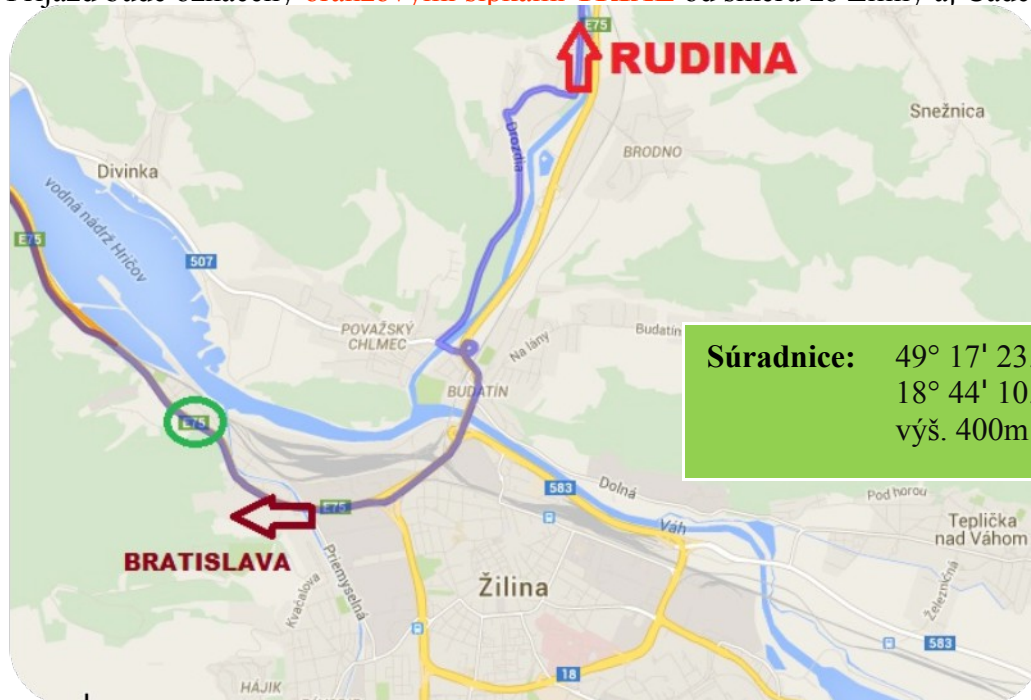 E75
RUDINA
Snežnica
Drozdia
BRODNO
Divinka
vodná nádrž Hričov
E75
507
POVAŽSKÝ
CHLMEC
Na lány
Budatín
Súradnice: 49° 17' 23
18° 44' 10
výš. 400m
BUDATÍN
E75
583
Dolná
Pod horou
E75
Váh
Teplička
nad Váhom
BRATISLAVA
Priemyselná
Kvačalova
Žilina
Železničná
583
18
HÁJIK